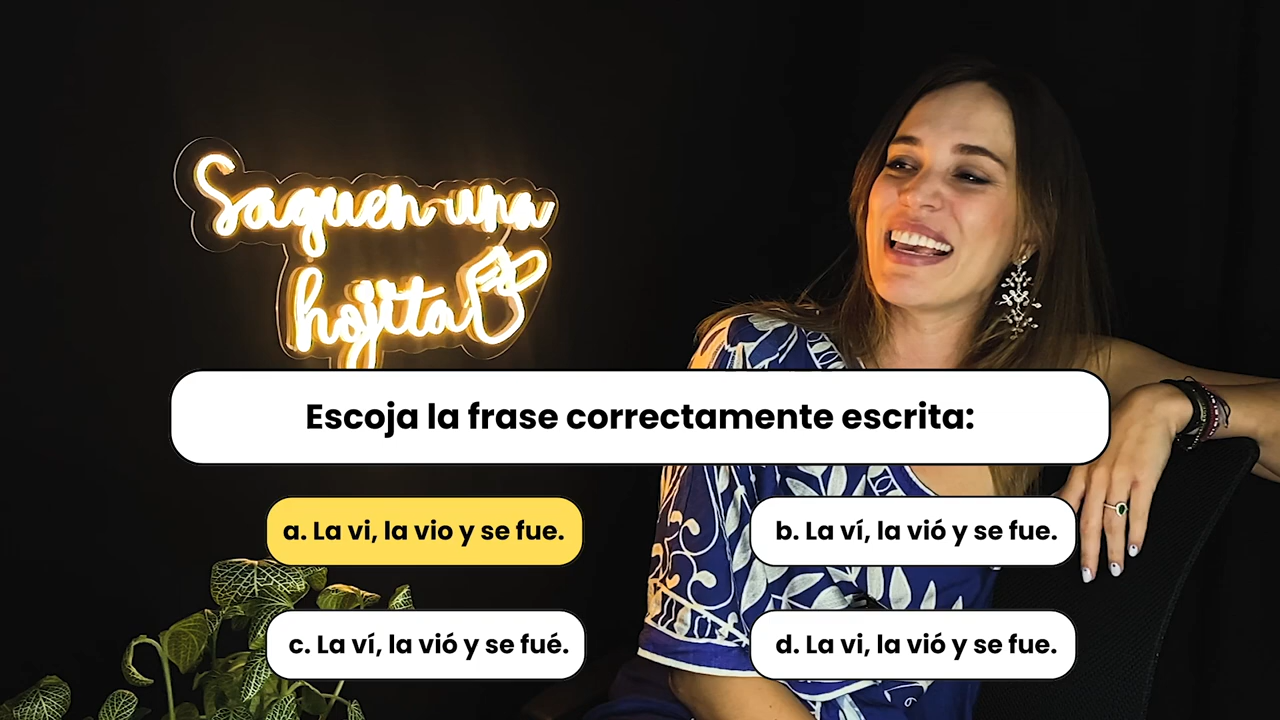 Saquen una
hojita
Escoja la frase correctamente escrita:
a. La vi, la vio y se fue.
b. La ví, la vió y se fue.
c. La ví, la vió y se fué.
d. La vi, la vió y se fue.